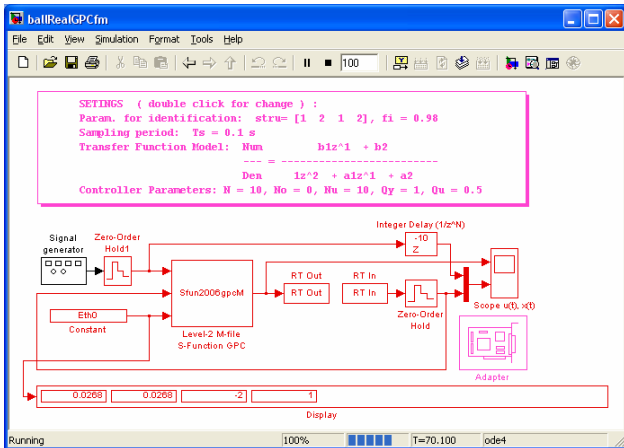 ballRealGPCfm
File Edit View Simulation Format Tools Help
100
SETINGS ( double click for change ) :
Param. for identification: stru= [1 2 1 2], fi = 0.98
Sampling period: Ts = 0.1 s
Transfer Function Model: Num b1z^1 + b2
--- = -------------------------
Den 1z^2 + a1z^1 + a2
Controller Parameters: N = 10, No = 0, Nu = 10, Qy = 1, Qu = 0.5
Signal
generator
Zero-Order
Hold1
Integer Delay (1/z^N)
-10
Z
Sfun2006gpcM
Level-2 M-file
S-Function GPC
RT Out
RT Out
RT In
RT In
Zero-Order
Hold
Scope u(t), x(t)
Eth0
Constant
Adapter
0.0268 0.0268 -2 1
Display
Running 100% T=70.100 ode4